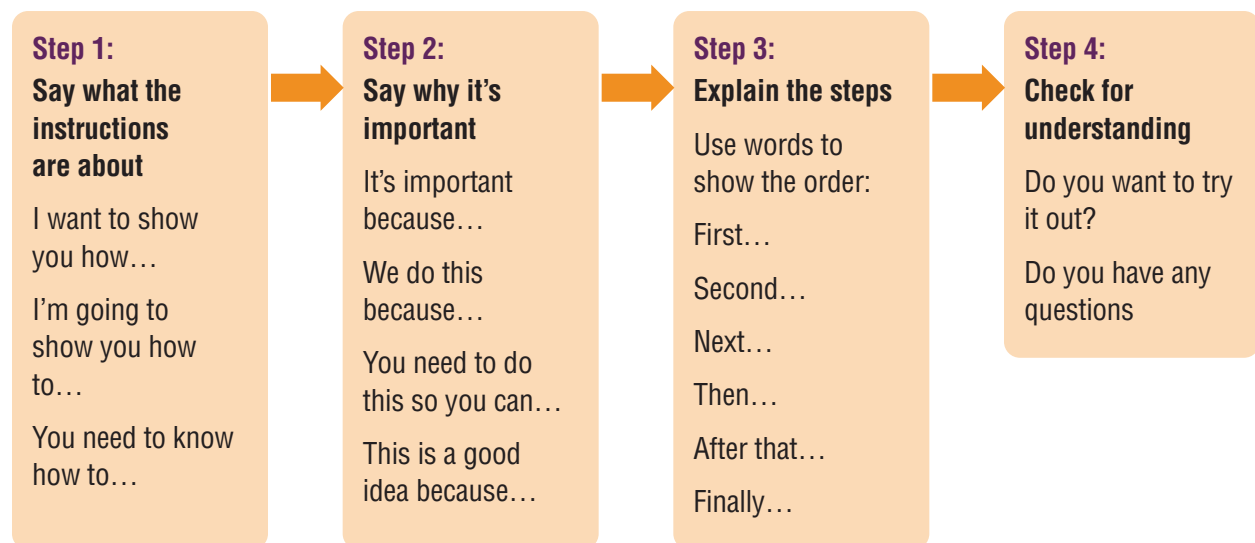 Step 1:
Say what the
instructions
are about
I want to show
you how…
I'm going to
show you how
to…
You need to know
how to…
Step 2:
Say why it's
important
It's important
because…
We do this
because…
You need to do
this so you can…
This is a good
idea because…
Step 3:
Explain the steps
Use words to
show the order:
First…
Second…
Next…
Then…
After that…
Finally…
Step 4:
Check for
understanding
Do you want to try
it out?
Do you have any
questions